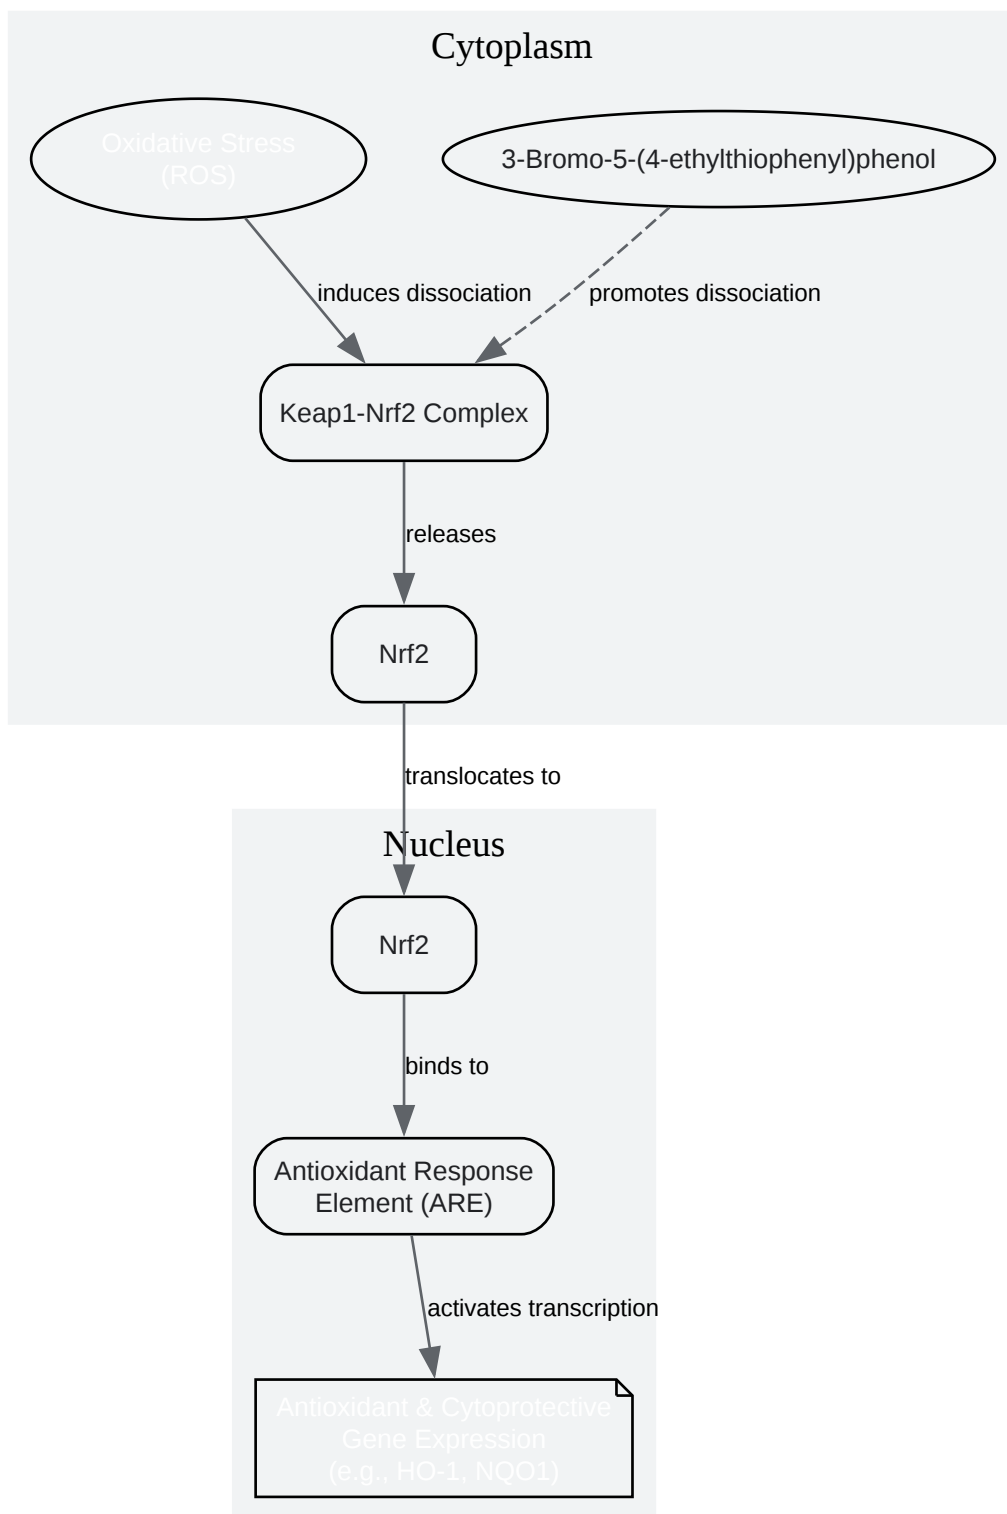 Cytoplasm
Oxidative Stress
(ROS)
3-Bromo-5-(4-ethylthiophenyl)phenol
induces dissociation
promotes dissociation
Keap1-Nrf2 Complex
releases
Nrf2
translocates to
Nucleus
Nrf2
binds to
Antioxidant Response
Element (ARE)
activates transcription
Antioxidant & Cytoprotective
Gene Expression
(e.g., HO-1, NQO1)